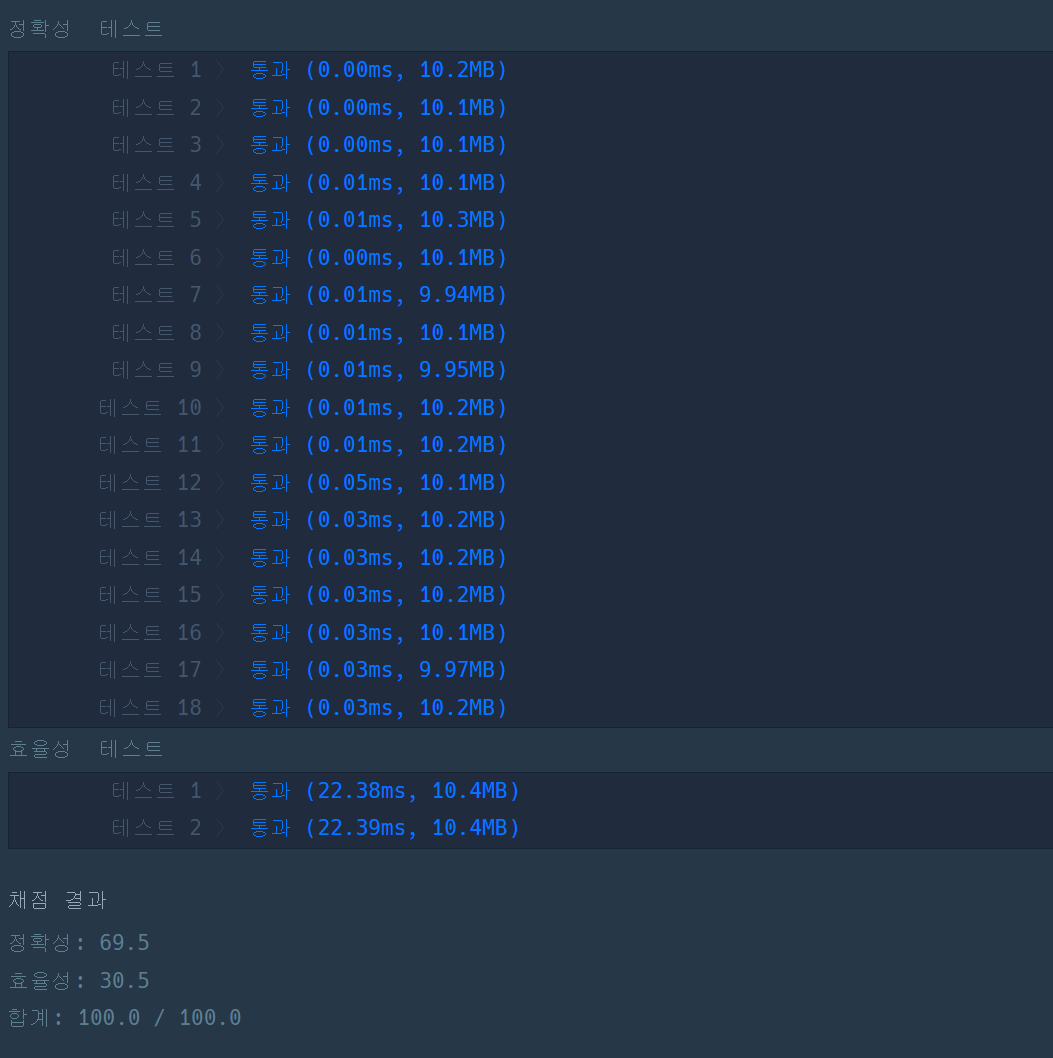 정확성 테스트
테스트 1 〉 통과 (0.00ms, 10.2MB)
테스트 2 〉 통과 (0.00ms, 10.1MB)
테스트 3 〉 통과 (0.00ms, 10.1MB)
테스트 4 〉 통과 (0.01ms, 10.1MB)
테스트 5 〉 통과 (0.01ms, 10.3MB)
테스트 6 〉 통과 (0.00ms, 10.1MB)
테스트 7 〉 통과 (0.01ms, 9.94MB)
테스트 8 〉 통과 (0.01ms, 10.1MB)
테스트 9 〉 통과 (0.01ms, 9.95MB)
테스트 10 〉 통과 (0.01ms, 10.2MB)
테스트 11 〉 통과 (0.01ms, 10.2MB)
테스트 12 〉 통과 (0.05ms, 10.1MB)
테스트 13 〉 통과 (0.03ms, 10.2MB)
테스트 14 〉 통과 (0.03ms, 10.2MB)
테스트 15 〉 통과 (0.03ms, 10.2MB)
테스트 16 〉 통과 (0.03ms, 10.1MB)
테스트 17 〉 통과 (0.03ms, 9.97MB)
테스트 18 〉 통과 (0.03ms, 10.2MB)
효율성 테스트
테스트 1 〉 통과 (22.38ms, 10.4MB)
테스트 2 〉 통과 (22.39ms, 10.4MB)
채점 결과
정확성: 69.5
효율성: 30.5
합계: 100.0 / 100.0